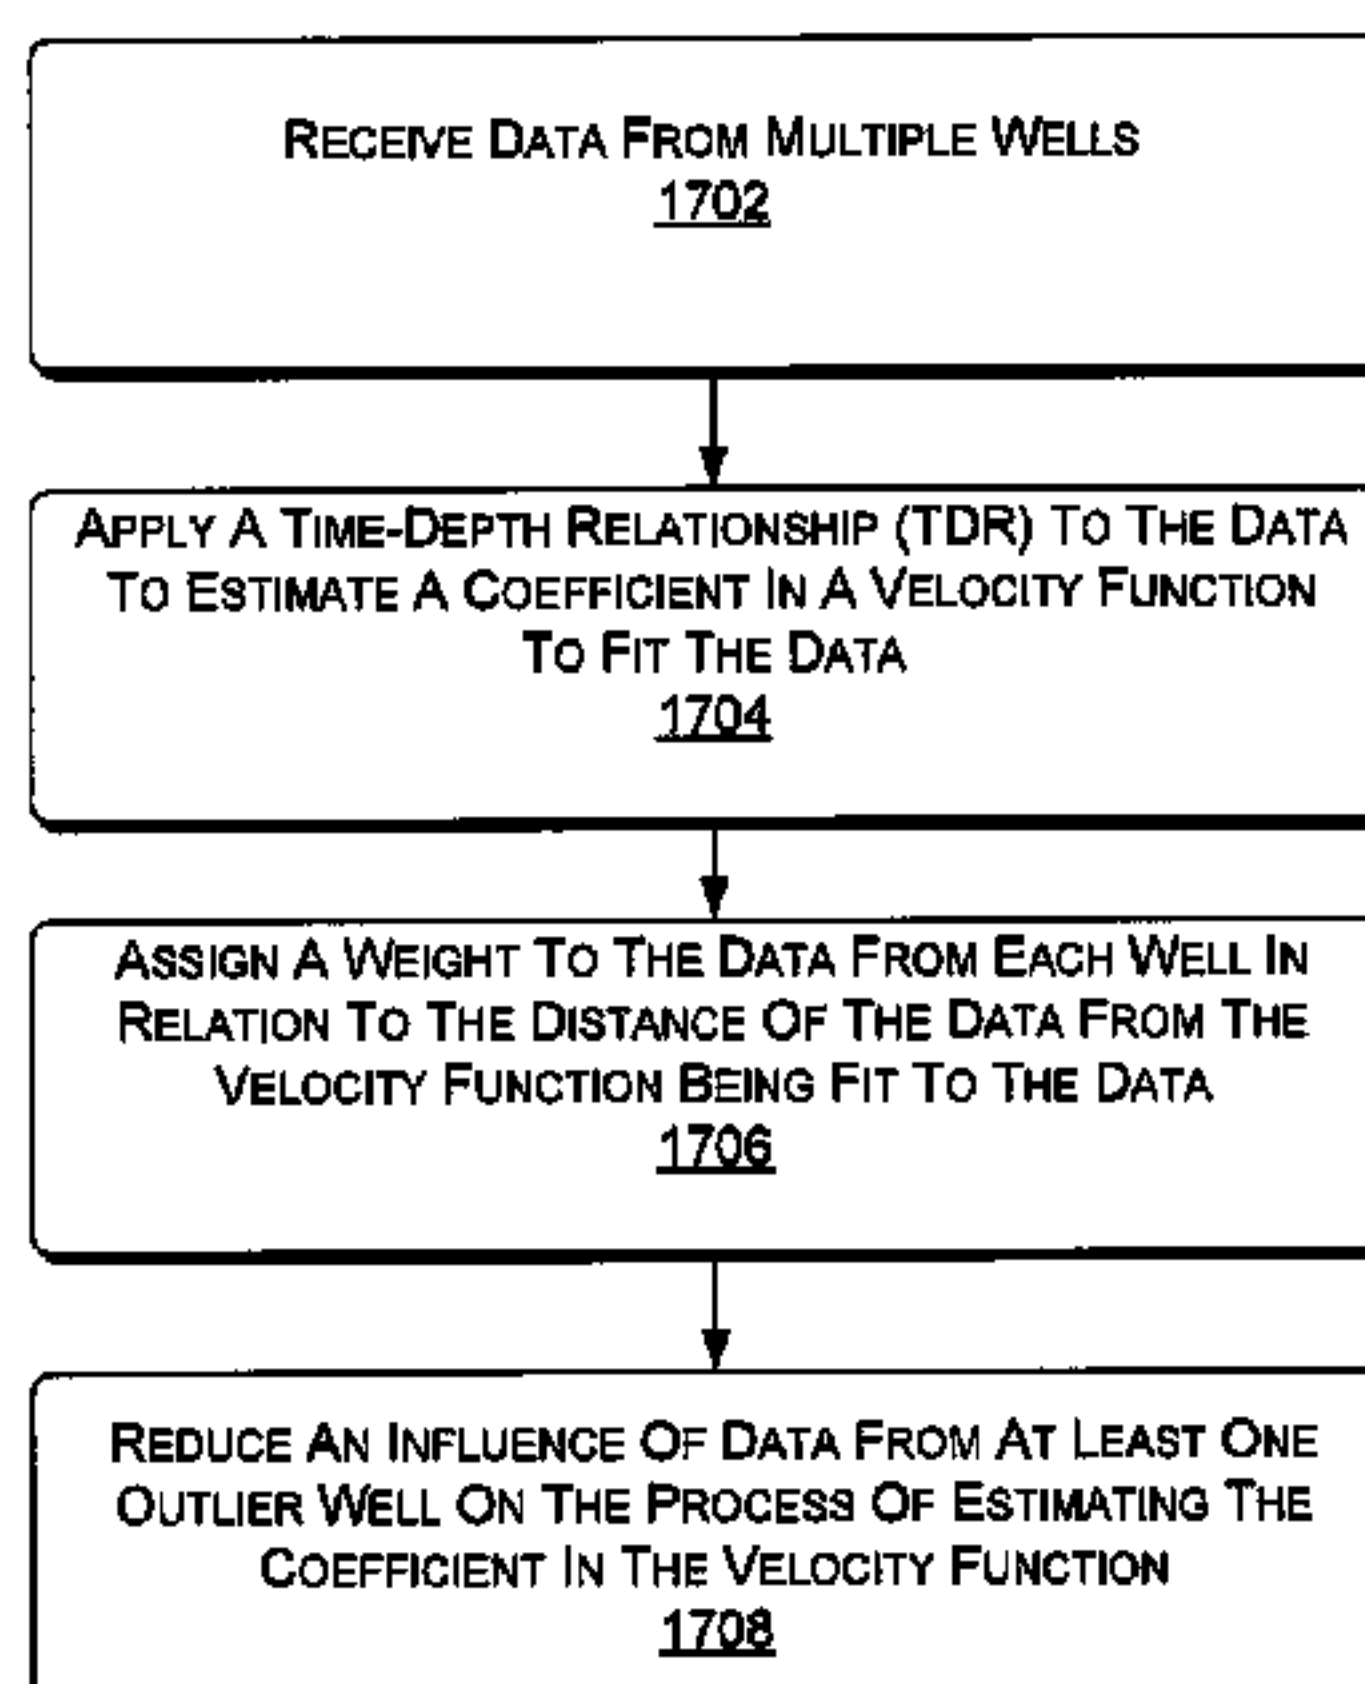 RECEIVE DATA FROM MULTIPLE WELLS
1702
APPLY A TIME-DEPTH RELATIONSHIP (TDR) TO THE DATA
TO ESTIMATE A COEFFICIENT IN A VELOCITY FUNCTION
TO FIT THE DATA
1704
ASSIGN A WEIGHT TO THE DATA FROM EACH WELL IN
RELATION TO THE DISTANCE OF THE DATA FROM THE
VELOCITY FUNCTION BEING FIT TO THE DATA
1706
REDUCE AN INFLUENCE OF DATA FROM AT LEAST ONE
OUTLIER WELL ON THE PROCESS OF ESTIMATING THE
COEFFICIENT IN THE VELOCITY FUNCTION
1708